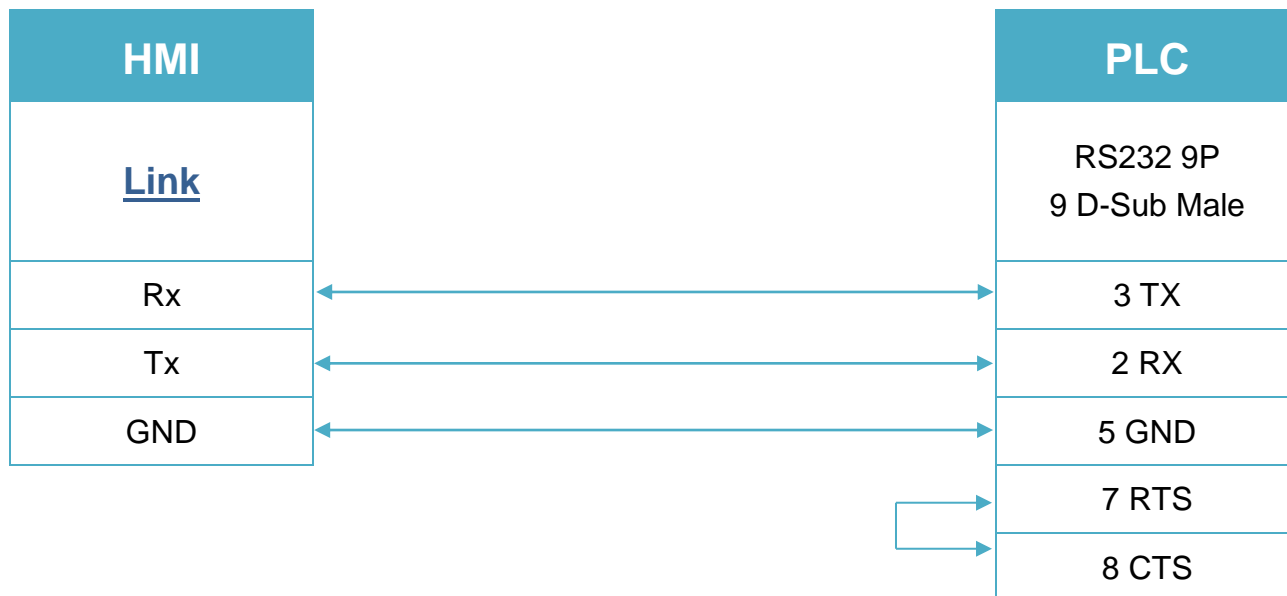 HMI
PLC
Link
RS232 9P
9 D-Sub Male
Rx
3 TX
Tx
2 RX
GND
5 GND
7 RTS
8 CTS